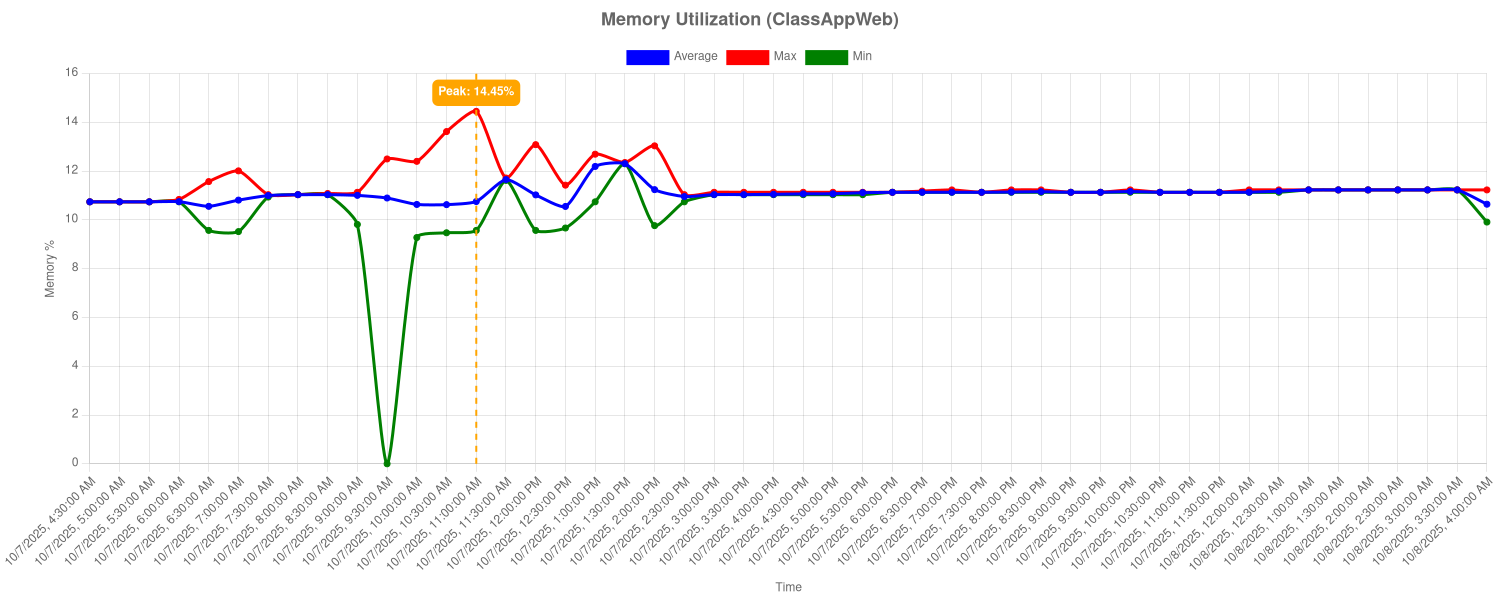 Memory Utilization (ClassAppWeb)
Average Max Min
Peak: 14.45%
16
14
12
10
8
6
4
2
0
Memory %
10/7/2025, 4:30:00 AM
10/7/2025, 5:00:00 AM
10/7/2025, 5:30:00 AM
10/7/2025, 6:00:00 AM
10/7/2025, 6:30:00 AM
10/7/2025, 7:00:00 AM
10/7/2025, 7:30:00 AM
10/7/2025, 8:00:00 AM
10/7/2025, 8:30:00 AM
10/7/2025, 9:00:00 AM
10/7/2025, 9:30:00 AM
10/7/2025, 10:00:00 AM
10/7/2025, 10:30:00 AM
10/7/2025, 11:00:00 AM
10/7/2025, 11:30:00 AM
10/7/2025, 12:00:00 PM
10/7/2025, 12:30:00 PM
10/7/2025, 1:00:00 PM
10/7/2025, 1:30:00 PM
10/7/2025, 2:00:00 PM
10/7/2025, 2:30:00 PM
10/7/2025, 3:00:00 PM
10/7/2025, 3:30:00 PM
10/7/2025, 4:00:00 PM
10/7/2025, 4:30:00 PM
10/7/2025, 5:00:00 PM
10/7/2025, 5:30:00 PM
10/7/2025, 6:00:00 PM
10/7/2025, 6:30:00 PM
10/7/2025, 7:00:00 PM
10/7/2025, 7:30:00 PM
10/7/2025, 8:00:00 PM
10/7/2025, 8:30:00 PM
10/7/2025, 9:00:00 PM
10/7/2025, 9:30:00 PM
10/7/2025, 10:00:00 PM
10/7/2025, 10:30:00 PM
10/7/2025, 11:00:00 PM
10/7/2025, 11:30:00 PM
10/8/2025, 12:00:00 AM
10/8/2025, 12:30:00 AM
10/8/2025, 1:00:00 AM
10/8/2025, 1:30:00 AM
10/8/2025, 2:00:00 AM
10/8/2025, 2:30:00 AM
10/8/2025, 3:00:00 AM
10/8/2025, 3:30:00 AM
10/8/2025, 4:00:00 AM
Time